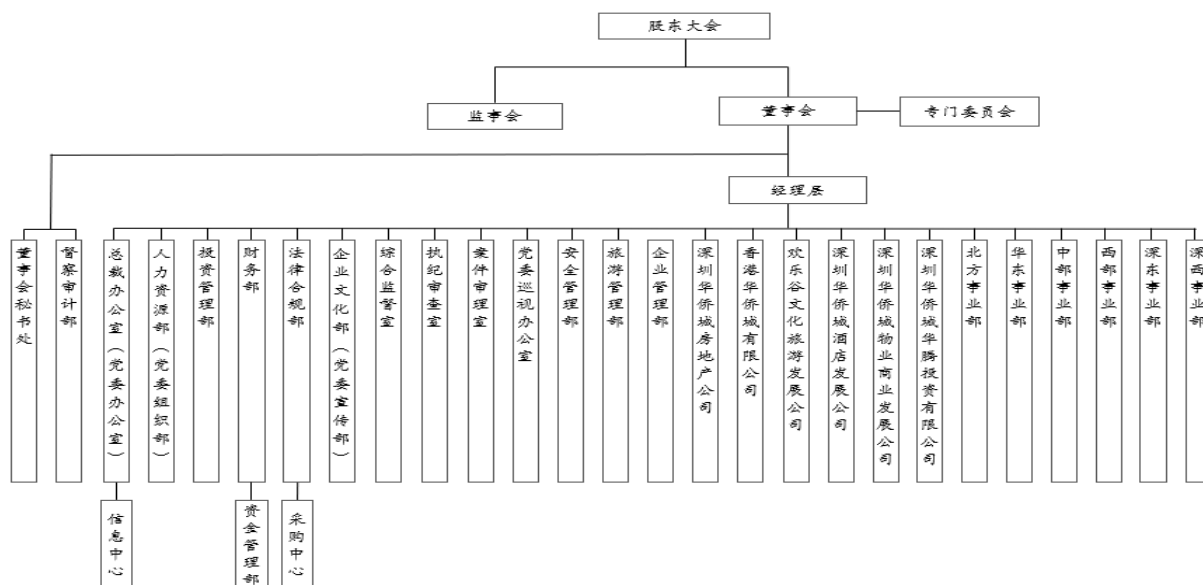 股东大会
监事会
董事会
专门委员会
经理层
董事会秘书处
督察审计部
总裁办公室（党委办公室）
人力资源部（党委组织部）
投资管理部
财务部
法律合规部
企业文化部（党委宣传部）
综合监督室
执纪审查室
案件审理室
党委巡视办公室
安全管理部
旅游管理部
企业管理部
深圳华侨城房地产公司
香港华侨城有限公司
欢乐谷文化旅游发展公司
深圳华侨城酒店发展公司
深圳华侨城物业商业发展公司
深圳华侨城华腾投资有限公司
北方事业部
华东事业部
中部事业部
西部事业部
深东事业部
深西事业部
信息中心
资金管理部
采购中心